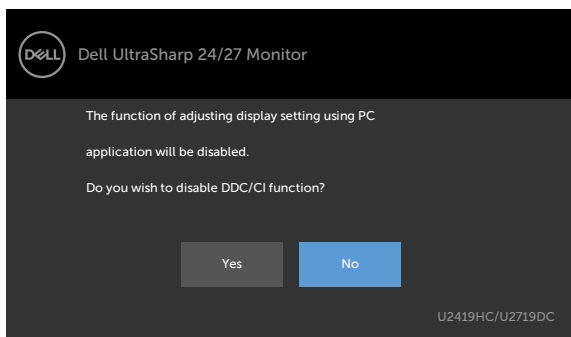 DELL
Dell UltraSharp 24/27 Monitor
The function of adjusting display setting using PC
application will be disabled.
Do you wish to disable DDC/CI function?
Yes
No
U2419HC/U2719DC